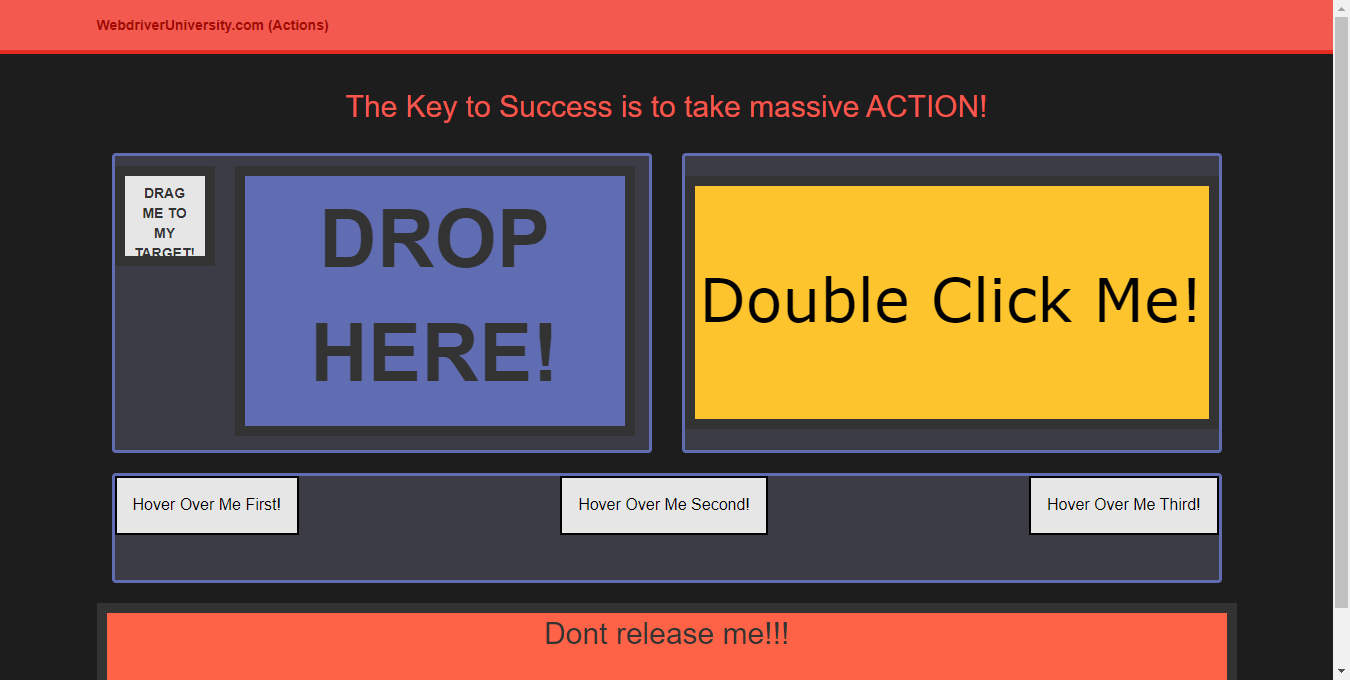 WebdriverUniversity.com (Actions)
The Key to Success is to take massive ACTION!
DRAG
ME TO
MY
TARGET!
DROP
HERE!
Double Click Me!
Hover Over Me First!
Hover Over Me Second!
Hover Over Me Third!
Dont release me!!!